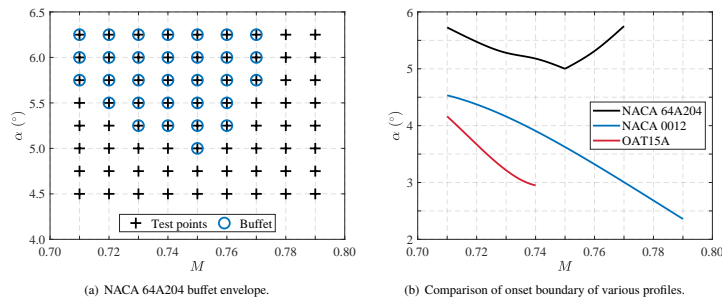 6.5
6.0
5.5
5.0
4.5
4.0
α (°)
0.70 0.72 0.74 0.76 0.78 0.80
M
Test points Buffet
(a) NACA 64A204 buffet envelope.
6
5
4
3
2
α (°)
NACA 64A204
NACA 0012
OAT15A
0.70 0.72 0.74 0.76 0.78 0.80
M
(b) Comparison of onset boundary of various profiles.